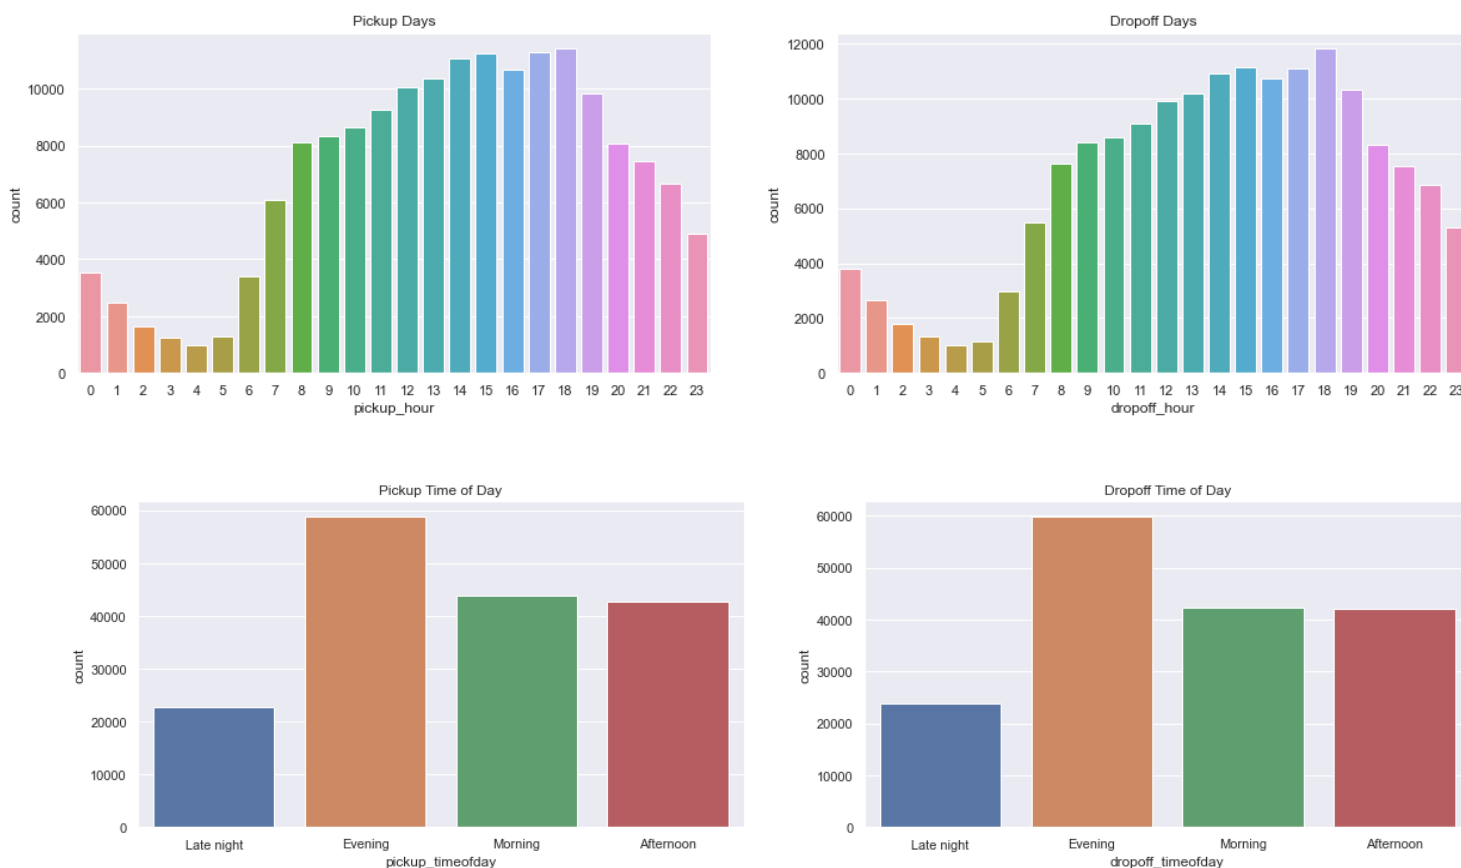 Pickup Days
10000
8000
6000
4000
2000
0
count
0 1 2 3 4 5 6 7 8 9 10 11 12 13 14 15 16 17 18 19 20 21 22 23
pickup_hour
Dropoff Days
12000
10000
8000
6000
4000
2000
0
count
0 1 2 3 4 5 6 7 8 9 10 11 12 13 14 15 16 17 18 19 20 21 22 23
dropoff_hour
Pickup Time of Day
60000
50000
40000
30000
20000
10000
0
count
Late night Evening Morning Afternoon
pickup_timeofday
Dropoff Time of Day
60000
50000
40000
30000
20000
10000
0
count
Late night Evening Morning Afternoon
dropoff_timeofday